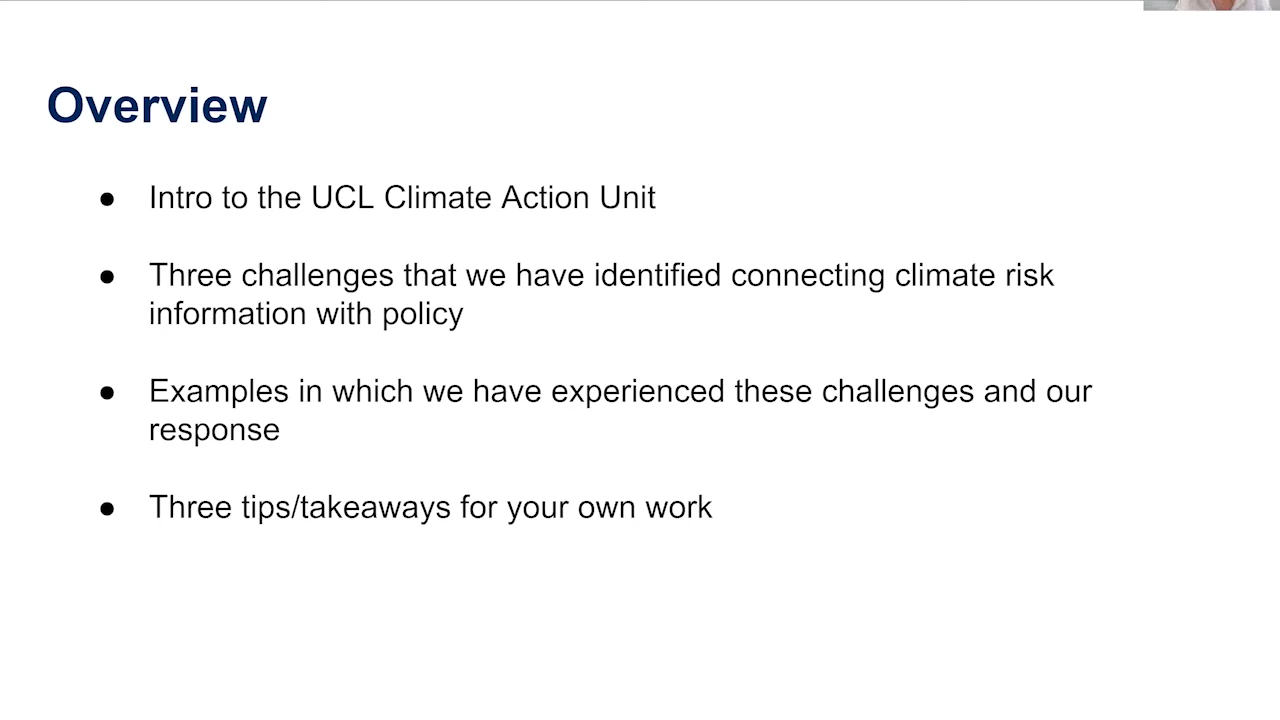 Overview
● Intro to the UCL Climate Action Unit
● Three challenges that we have identified connecting climate risk
information with policy
● Examples in which we have experienced these challenges and our
response
● Three tips/takeaways for your own work